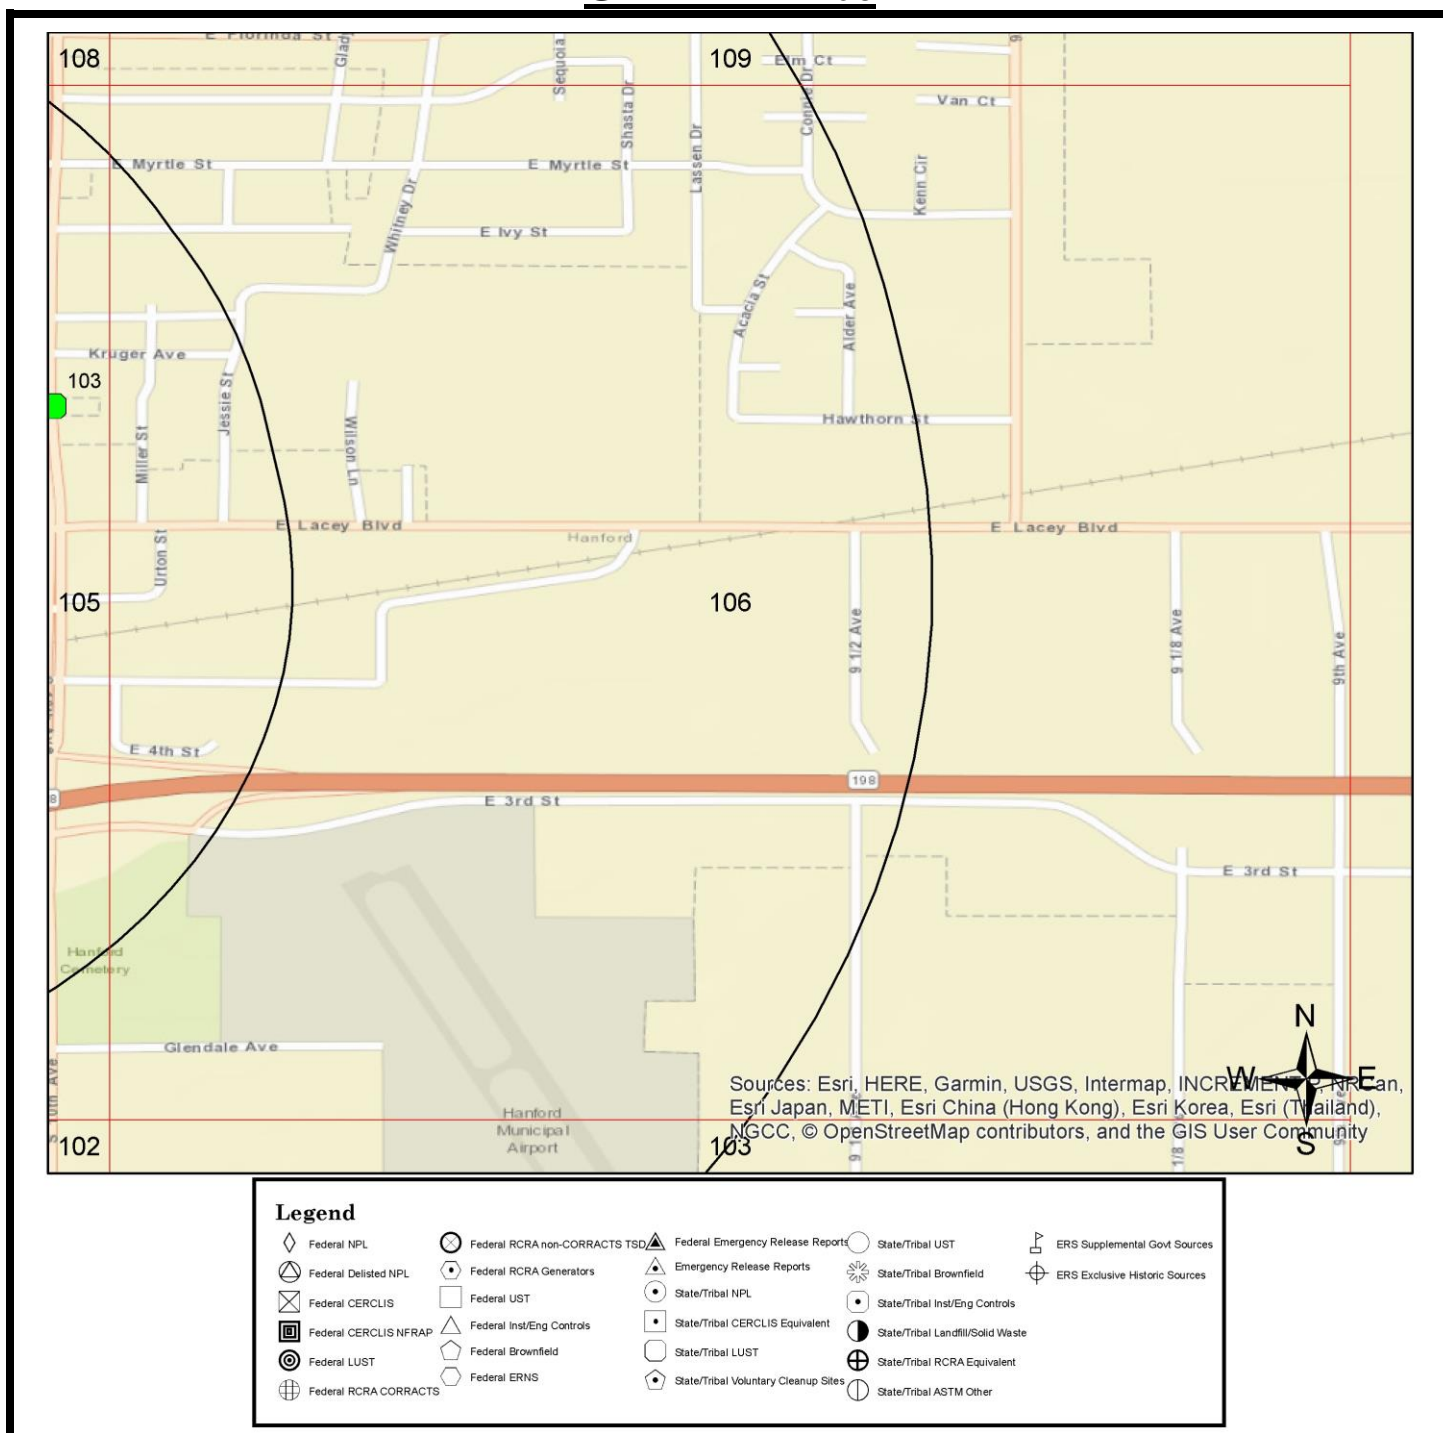 108
E Florinda St
Sequoia
109
Elm Ct
Connie Dr
Van Ct
Shasta Dr
Lassen Dr
E Myrtle St
E Myrtle St
Kenn Cir
Whitney Dr
E Ivy St
Acacia St
Alder Ave
Kruger Ave
103
Jessie St
Miller St
Wilson Ln
Hawthorn St
E Lacey Blvd
E Lacey Blvd
Hanford
Urton St
105
106
9 1/2 Ave
9 1/8 Ave
9th Ave
E 4th St
198
E 3rd St
E 3rd St
Hanford
Cemetery
Glendale Ave
S 10th Ave
Hanford
Municipal
Airport
102
103
N
W
E
S
Sources: Esri, HERE, Garmin, USGS, Intermap,
Esri Japan, METI, Esri China (Hong Kong), Esri Korea, Esri (Thailand),
NGCC, © OpenStreetMap contributors, and the GIS User Community
Legend
Federal NPL
Federal Delisted NPL
Federal CERCLIS
Federal CERCLIS NFRAP
Federal LUST
Federal RCRA CORRACTS
Federal RCRA non-CORRACTS TSD
Federal RCRA Generators
Federal UST
Federal Inst/Eng Controls
Federal Brownfield
Federal ERNS
Federal Emergency Release Reports
Emergency Release Reports
State/Tribal NPL
State/Tribal CERCLIS Equivalent
State/Tribal LUST
State/Tribal Voluntary Cleanup Sites
State/Tribal UST
State/Tribal Brownfield
State/Tribal Inst/Eng Controls
State/Tribal Landfill/Solid Waste
State/Tribal RCRA Equivalent
State/Tribal ASTM Other
ERS Supplemental Govt Sources
ERS Exclusive Historic Sources